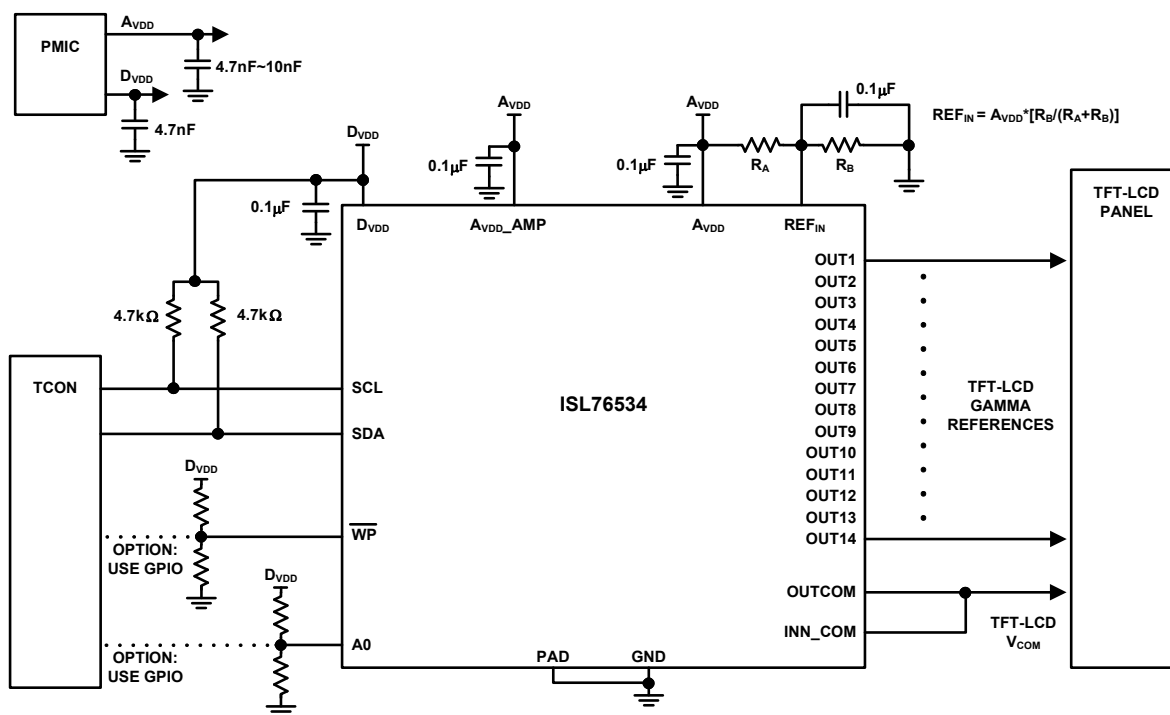 PMIC
AVDD
4.7nF~10nF
DVDD
4.7nF
DVDD
0.1μF
AVDD
0.1μF
AVDD
0.1μF
RA
0.1μF
RB
REFIN = AVDD*[RB/(RA+RB)]
DVDD
AVDD_AMP
AVDD
REFIN
TFT-LCD
PANEL
4.7kΩ
4.7kΩ
TCON
SCL
SDA
DVDD
WP
OPTION:
USE GPIO
DVDD
A0
OPTION:
USE GPIO
ISL76534
OUT1
OUT2
OUT3
OUT4
OUT5
OUT6
OUT7
OUT8
OUT9
OUT10
OUT11
OUT12
OUT13
OUT14
TFT-LCD
GAMMA
REFERENCES
OUTCOM
INN_COM
TFT-LCD
VCOM
PAD
GND